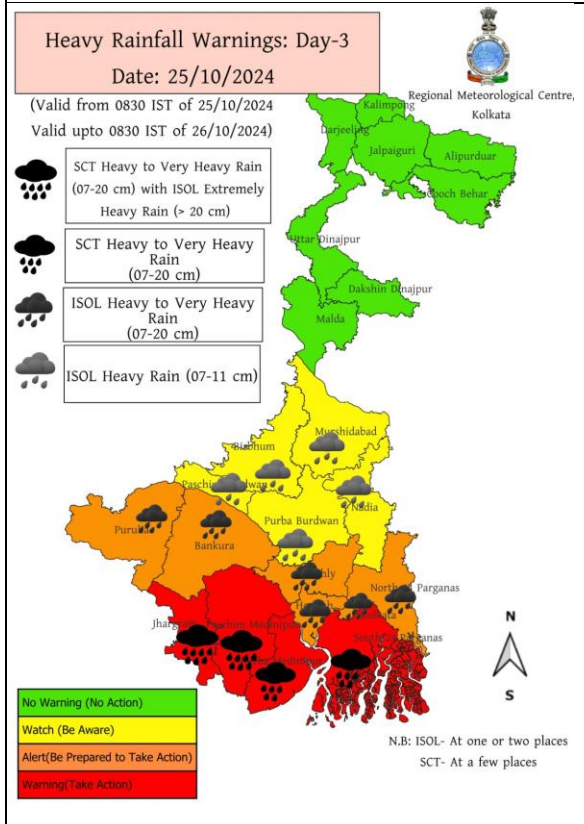 Heavy Rainfall Warnings: Day-3
Date: 25/10/2024
(Valid from 0830 IST of 25/10/2024
Valid upto 0830 IST of 26/10/2024)
Regional Meteorological Centre,
Kolkata
SCT Heavy to Very Heavy Rain
(07-20 cm) with ISOL Extremely
Heavy Rain (> 20 cm)
SCT Heavy to Very Heavy
Rain
(07-20 cm)
ISOL Heavy to Very Heavy
Rain
(07-20 cm)
ISOL Heavy Rain (07-11 cm)
Kalimpong
Darjeeling
Jalpaiguri
Alipurduar
Cooch Behar
Uttar Dinajpur
Dakshin Dinajpur
Malda
Murshidabad
Birbhum
Nadia
Purba Burdwan
Bankura
North 24 Parganas
N
S
No Warning (No Action)
Watch (Be Aware)
Alert(Be Prepared to Take Action)
Warning(Take Action)
N.B: ISOL- At one or two places
SCT- At a few places